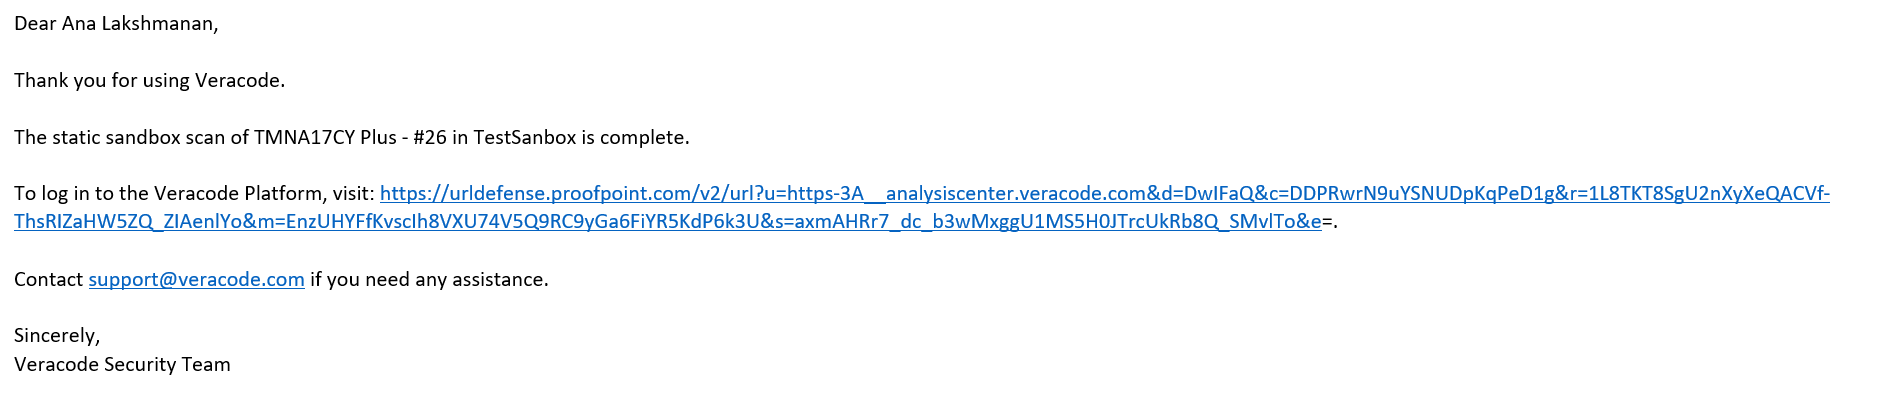 Dear Ana Lakshmanan,
Thank you for using Veracode.
The static sandbox scan of TMNA17CY Plus - #26 in TestSanbox is complete.
To log in to the Veracode Platform, visit: https://urldefense.proofpoint.com/v2/url?u=https-3A__analysiscenter.veracode.com&d=DwIFaQ&c=DDPRwrN9uYSNUDpKqPeD1g&r=1L8TKT8SgU2nXyXeQACVf-
ThsRIZaHW5ZQ_ZIAenlYo&m=EnzUHYFfKvscIh8VXU74V5Q9RC9yGa6FiYR5KdP6k3U&s=axmAHRr7_dc_b3wMxggU1MS5H0JTrcUkRb8Q_SMvlTo&e=.
Contact support@veracode.com if you need any assistance.
Sincerely,
Veracode Security Team